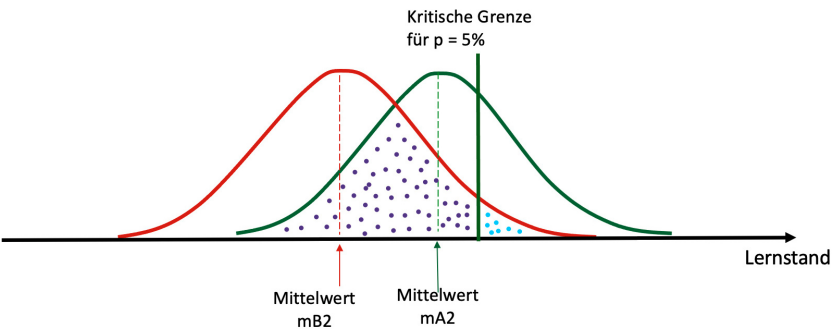 Kritische Grenze
für p = 5%
Lernstand
Mittelwert
mB2
Mittelwert
mA2